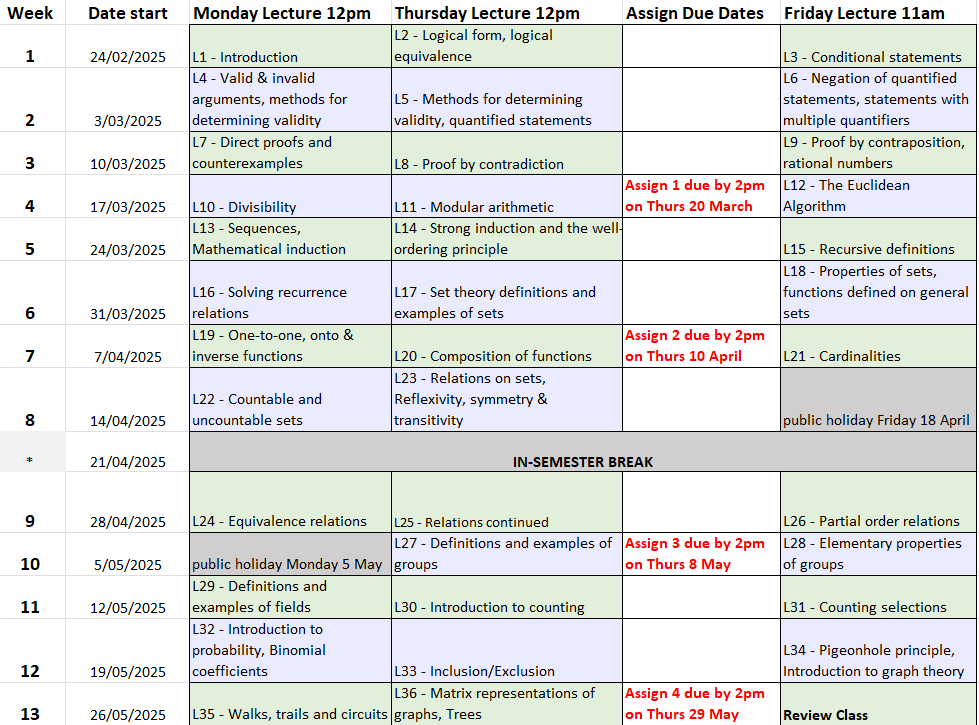 Week Date start Monday Lecture 12pm Thursday Lecture 12pm Assign Due Dates Friday Lecture 11am
1 24/02/2025 L1 - Introduction
L2 - Logical form, logical
equivalence
L3 - Conditional statements
2 3/03/2025
L4 - Valid & invalid
arguments, methods for
determining validity
L5 - Methods for determining
validity, quantified statements
L6 - Negation of quantified
statements, statements with
multiple quantifiers
3 10/03/2025
L7 - Direct proofs and
counterexamples
L8 - Proof by contradiction
L9 - Proof by contraposition,
rational numbers
4 17/03/2025
L10 - Divisibility
L11 - Modular arithmetic
Assign 1 due by 2pm
on Thurs 20 March
L12 - The Euclidean
Algorithm
5 24/03/2025
L13 - Sequences,
Mathematical induction
L14 - Strong induction and the well-
ordering principle
L15 - Recursive definitions
6 31/03/2025
L16 - Solving recurrence
relations
L17 - Set theory definitions and
examples of sets
L18 - Properties of sets,
functions defined on general
sets
7 7/04/2025
L19 - One-to-one, onto &
inverse functions
L20 - Composition of functions
Assign 2 due by 2pm
on Thurs 10 April
L21 - Cardinalities
8 14/04/2025
L22 - Countable and
uncountable sets
L23 - Relations on sets,
Reflexivity, symmetry &
transitivity
public holiday Friday 18 April
* 21/04/2025 IN-SEMESTER BREAK
9 28/04/2025
L24 - Equivalence relations
L25 - Relations continued
L26 - Partial order relations
10 5/05/2025
public holiday Monday 5 May
L27 - Definitions and examples of
groups
Assign 3 due by 2pm
on Thurs 8 May
L28 - Elementary properties
of groups
11 12/05/2025
L29 - Definitions and
examples of fields
L30 - Introduction to counting
L31 - Counting selections
12 19/05/2025
L32 - Introduction to
probability, Binomial
coefficients
L33 - Inclusion/Exclusion
L34 - Pigeonhole principle,
Introduction to graph theory
13 26/05/2025
L35 - Walks, trails and circuits
L36 - Matrix representations of
graphs, Trees
Assign 4 due by 2pm
on Thurs 29 May
Review Class